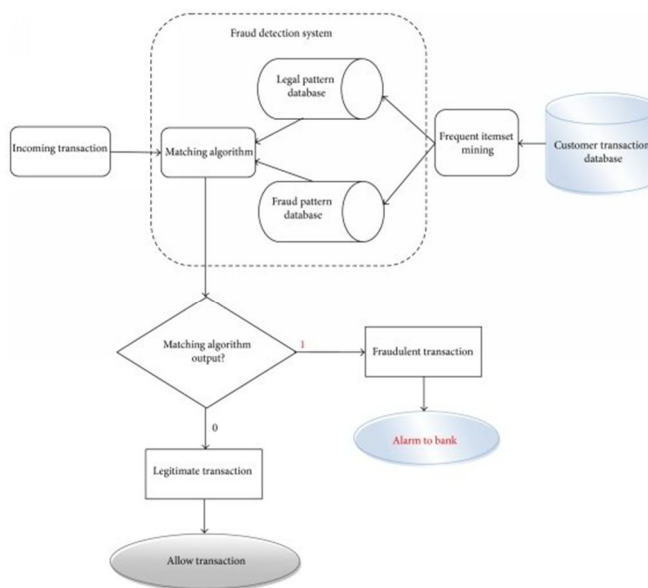 Fraud detection system
Legal pattern
database
Incoming transaction
Matching algorithm
Frequent itemset
mining
Customer transaction
database
Fraud pattern
database
Matching algorithm
output?
1
Fraudulent transaction
0
Alarm to bank
Legitimate transaction
Allow transaction